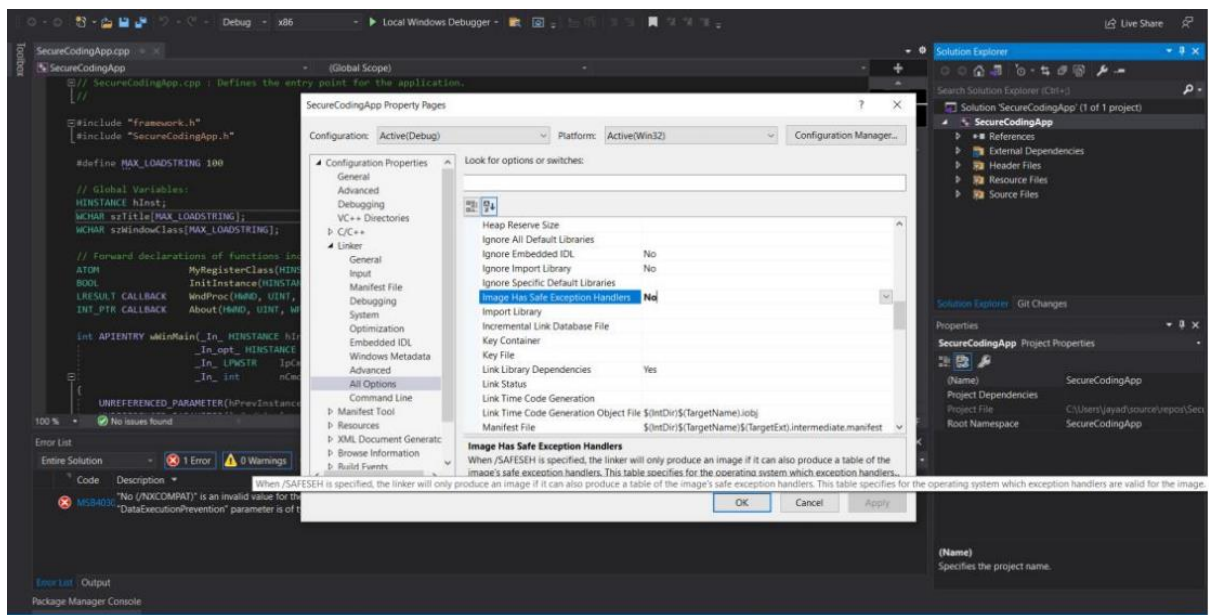 Debug
x86
Local Windows Debugger
Live Share
Toolbox
SecureCodingApp.cpp
SecureCodingApp
(Global Scope)
// SecureCodingApp.cpp : Defines the entry point for the application.
//
#include "framework.h"
#include "SecureCodingApp.h"
#define MAX_LOADSTRING 100
// Global Variables:
HINSTANCE hInst;
WCHAR szTitle[MAX_LOADSTRING];
WCHAR szWindowClass[MAX_LOADSTRING];
// Forward declarations of functions inc
ATOM MyRegisterClass(HINS
BOOL InitInstance(HINSTAN
LRESULT CALLBACK WndProc(HWND, UINT,
INT_PTR CALLBACK About(HWND, UINT, W
int APIENTRY wWinMain(_In_ HINSTANCE hIn
_In_opt_ HINSTANCE
_In_ LPWSTR lpCm
_In_ int nCmd
{
UNREFERENCED_PARAMETER(hPrevInstance
100 %
No issues found
Error List
Entire Solution
1 Error
0 Warnings
Code
Description
"No (/NXCOMPAT)" is an invalid value for the
"DataExecutionPrevention" parameter is of t
Error List
Output
Package Manager Console
SecureCodingApp Property Pages
?
Configuration:
Active(Debug)
Platform:
Active(Win32)
Configuration Manager...
Configuration Properties
General
Advanced
Debugging
VC++ Directories
C/C++
Linker
General
Input
Manifest File
Debugging
System
Optimization
Embedded IDL
Windows Metadata
Advanced
All Options
Command Line
Manifest Tool
Resources
XML Document Generatc
Browse Information
Build Events
Look for options or switches:
Heap Reserve Size
Ignore All Default Libraries
Ignore Embedded IDL No
Ignore Import Library No
Ignore Specific Default Libraries
Image Has Safe Exception Handlers No
Import Library
Incremental Link Database File
Key Container
Key File
Link Library Dependencies Yes
Link Status
Link Time Code Generation
Link Time Code Generation Object File $(IntDir)$(TargetName).iobj
Manifest File $(IntDir)$(TargetName)$(TargetExt).intermediate.manifest
Image Has Safe Exception Handlers
When /SAFESEH is specified, the linker will only produce an image if it can also produce a table of the
image's safe exception handlers. This table specifies for the operating system which exception handlers...
When /SAFESEH is specified, the linker will only produce an image if it can also produce a table of the image's safe exception handlers. This table specifies for the operating system which exception handlers are valid for the image.
OK
Cancel
Apply
Solution Explorer
Search Solution Explorer (Ctrl+;)
Solution 'SecureCodingApp' (1 of 1 project)
SecureCodingApp
References
External Dependencies
Header Files
Resource Files
Source Files
Solution Explorer
Git Changes
Properties
SecureCodingApp Project Properties
(Name) SecureCodingApp
Project Dependencies
Project File C:\Users\jayad\source\repos\Secu
Root Namespace SecureCodingApp
(Name)
Specifies the project name.